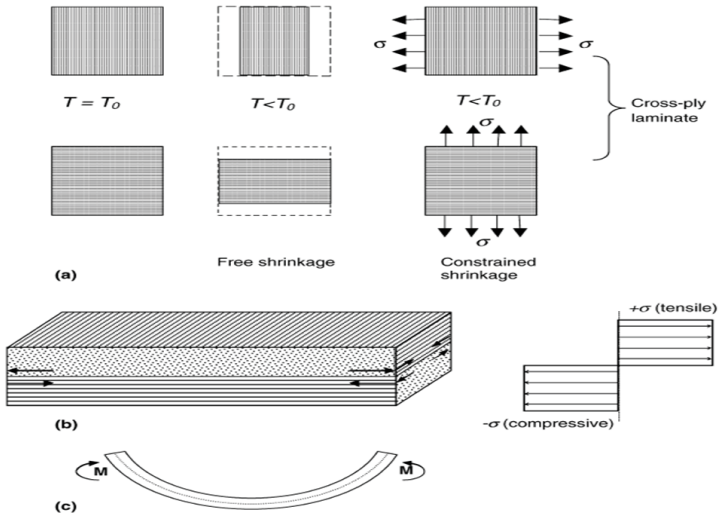 σ
σ
T = T₀
T<T₀
T<T₀
σ
Cross-ply
laminate
σ
Free shrinkage
Constrained
shrinkage
(a)
+σ (tensile)
-σ (compressive)
(b)
M
M
(c)